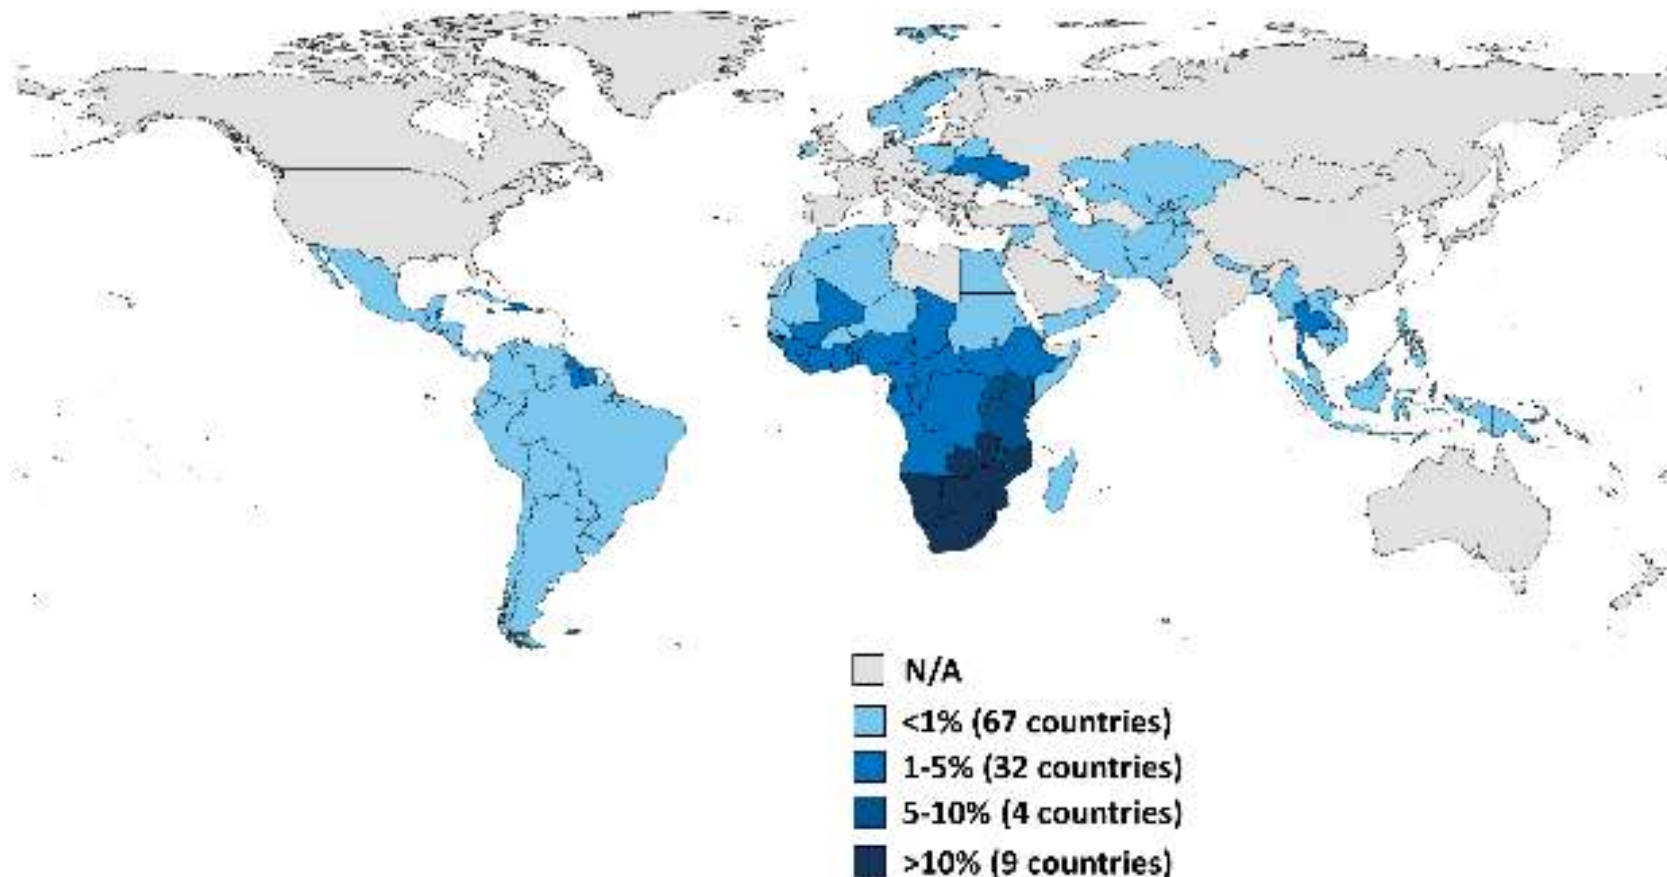 N/A
<1% (67 countries)
1-5% (32 countries)
5-10% (4 countries)
>10% (9 countries)